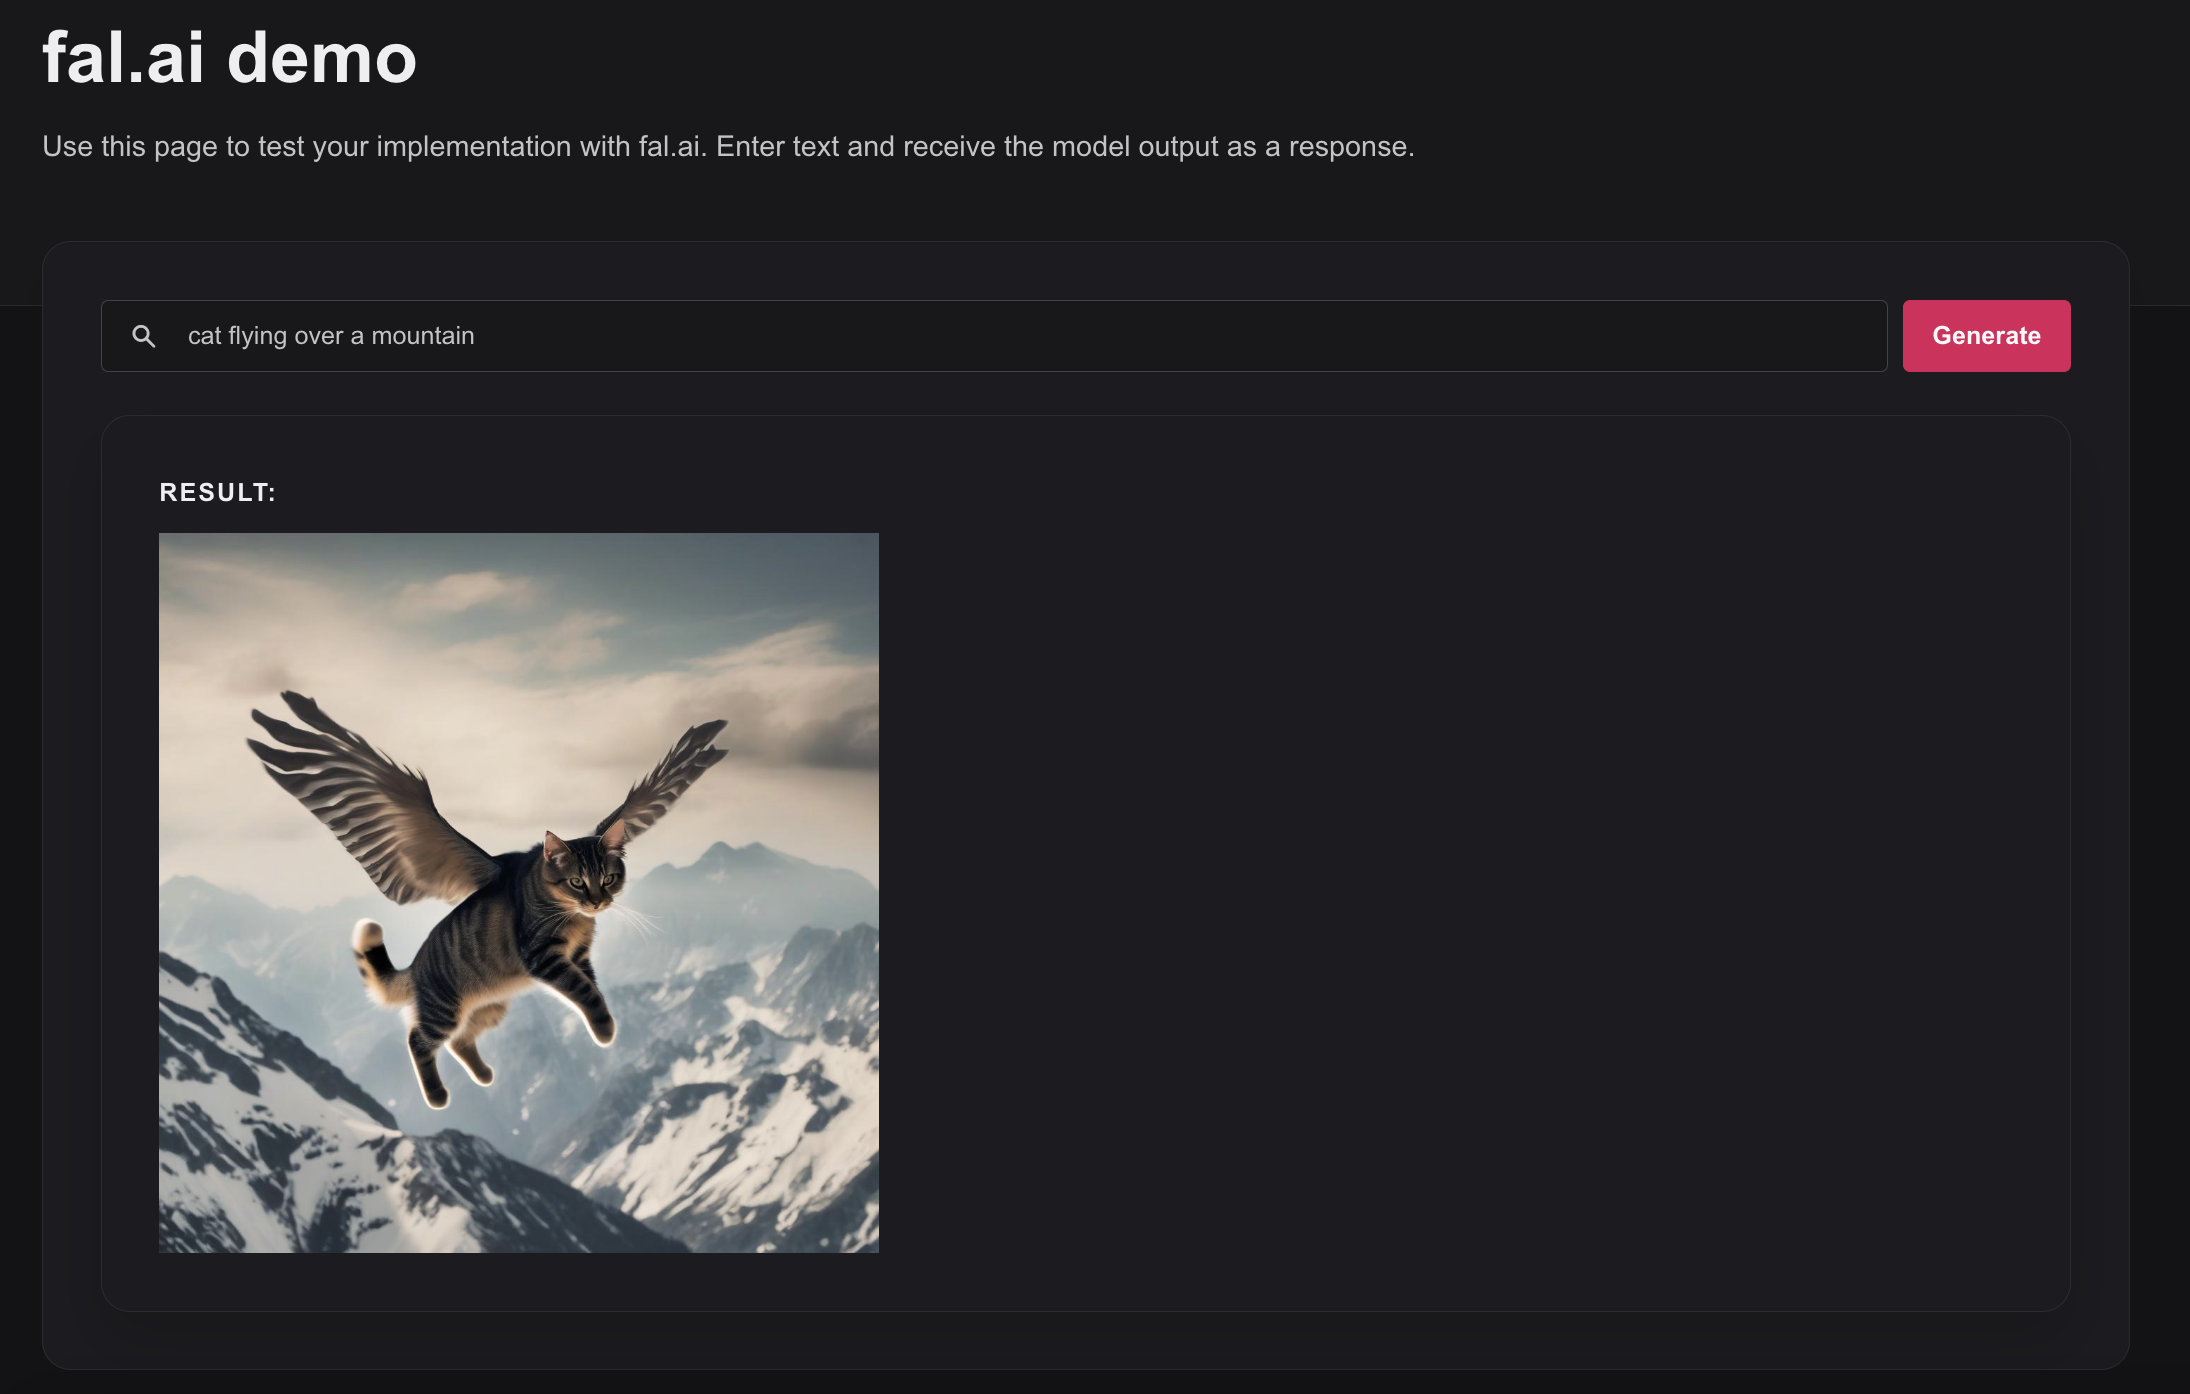 fal.ai demo
Use this page to test your implementation with fal.ai. Enter text and receive the model output as a response.
cat flying over a mountain
Generate
RESULT: